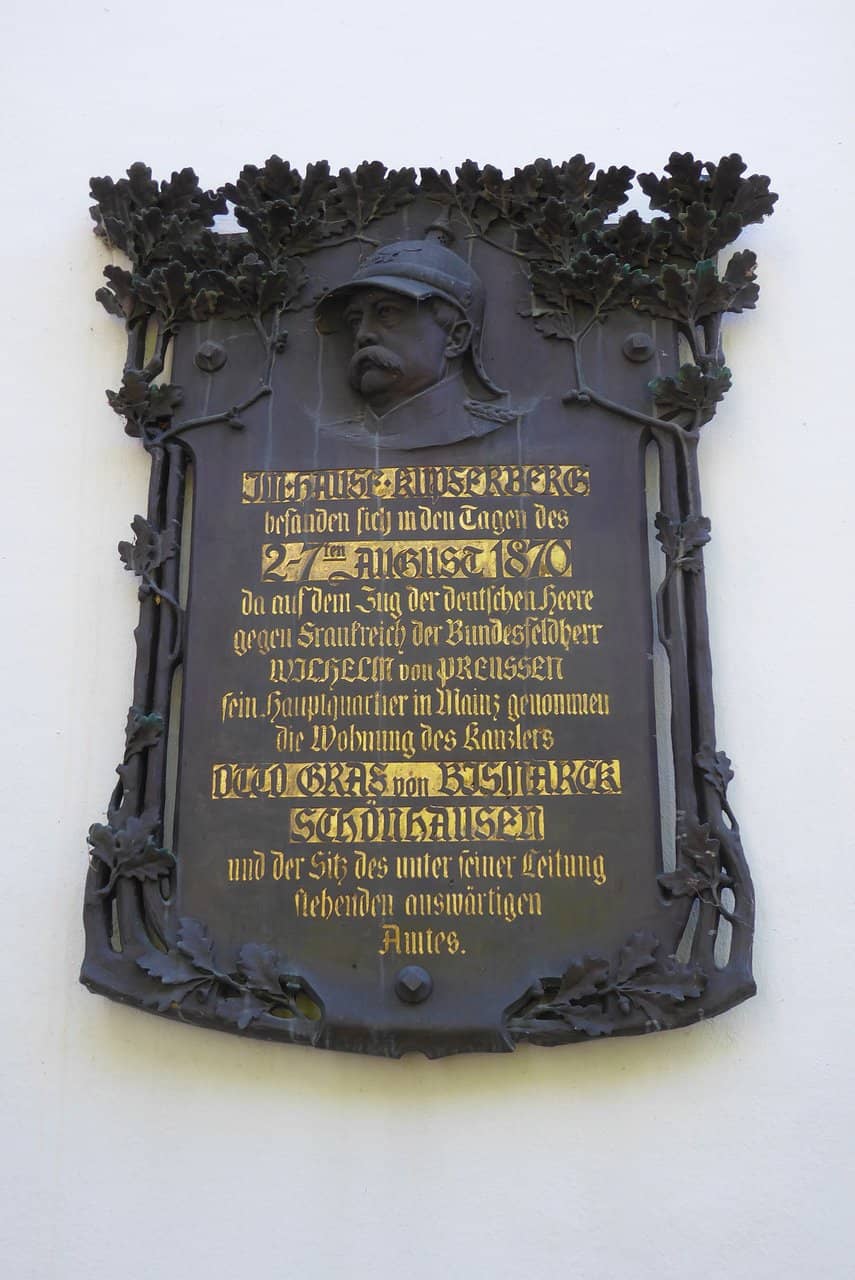 IM·HAUSE·KUPFERBERG
befanden sich in den Tagen des
2-7ten AUGUST 1870
da auf dem Zug der deutschen Heere
gegen Frankreich der Bundesfeldherr
WILHELM von PREUSSEN
sein Hauptquartier in Mainz genommen
die Wohnung des Kanzlers
OTTO GRAF von BISMARCK
SCHÖNHAUSEN
und der Sitz des unter seiner Leitung
stehenden auswärtigen
Amtes.